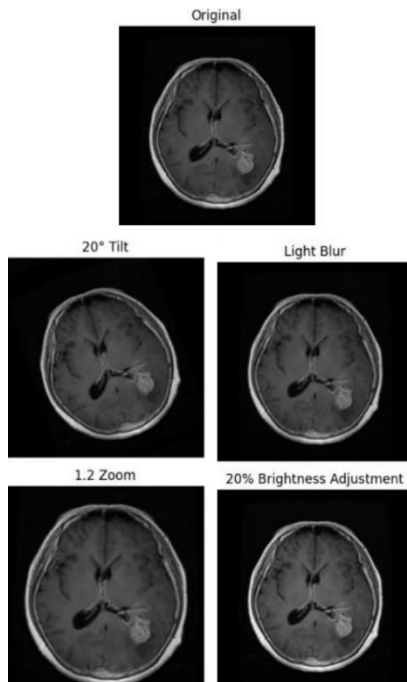 Original
20° Tilt
Light Blur
1.2 Zoom
20% Brightness Adjustment